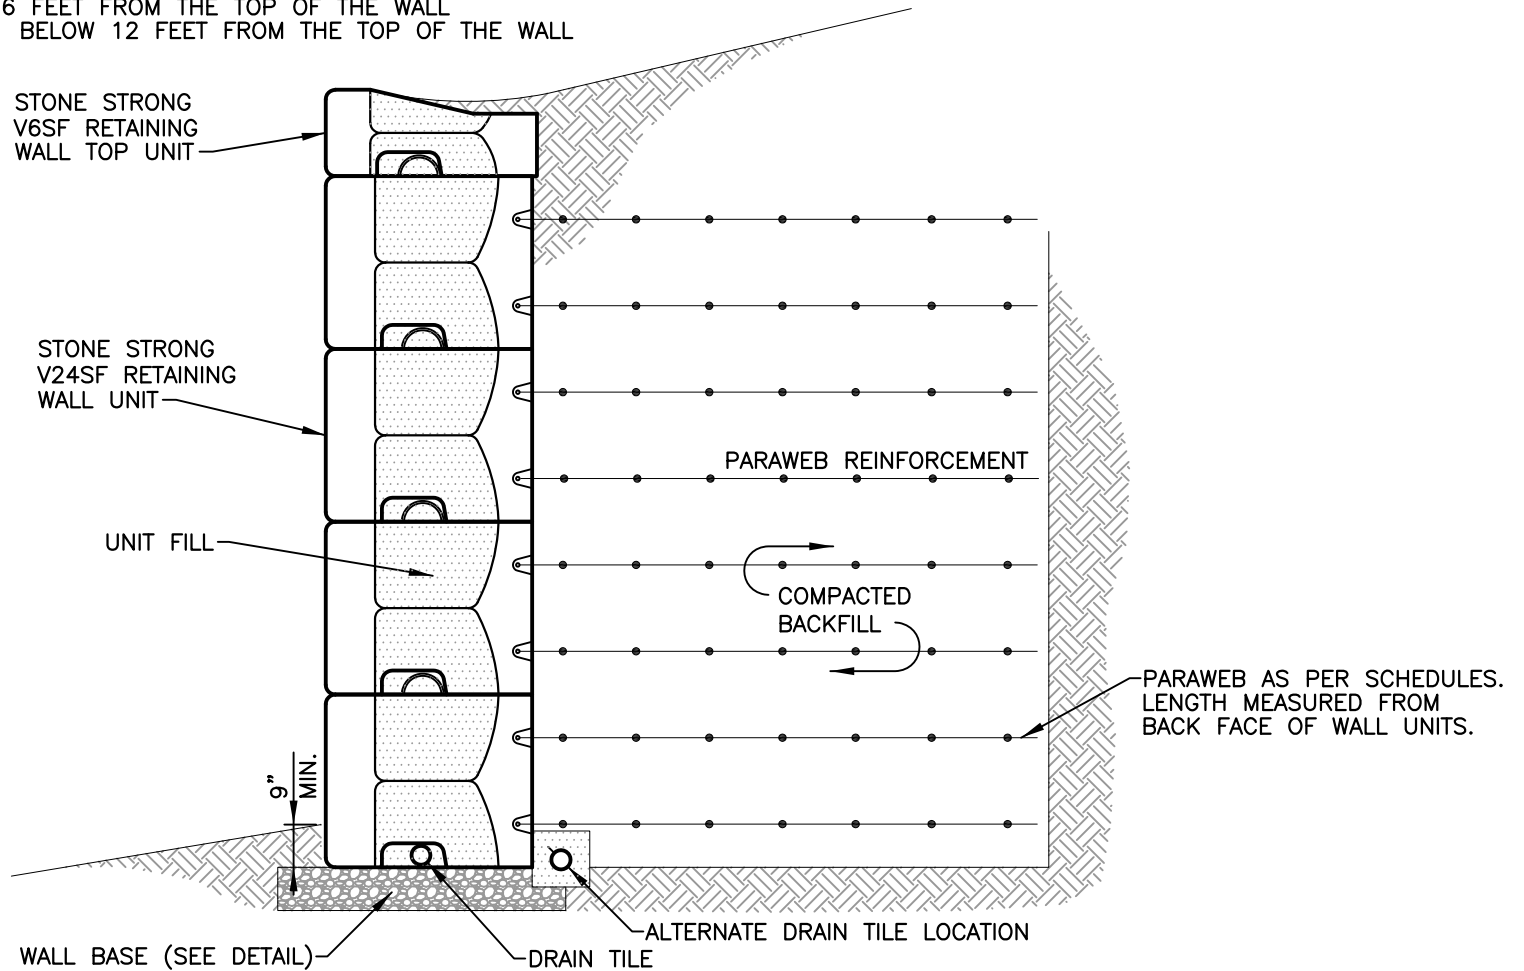 6 FEET FROM THE TOP OF THE WALL
BELOW 12 FEET FROM THE TOP OF THE WALL
STONE STRONG
V6SF RETAINING
WALL TOP UNIT
STONE STRONG
V24SF RETAINING
WALL UNIT
PARAWEB REINFORCEMENT
UNIT FILL
COMPACTED
BACKFILL
PARAWEB AS PER SCHEDULES.
LENGTH MEASURED FROM
BACK FACE OF WALL UNITS.
9"
MIN.
ALTERNATE DRAIN TILE LOCATION
WALL BASE (SEE DETAIL)
DRAIN TILE